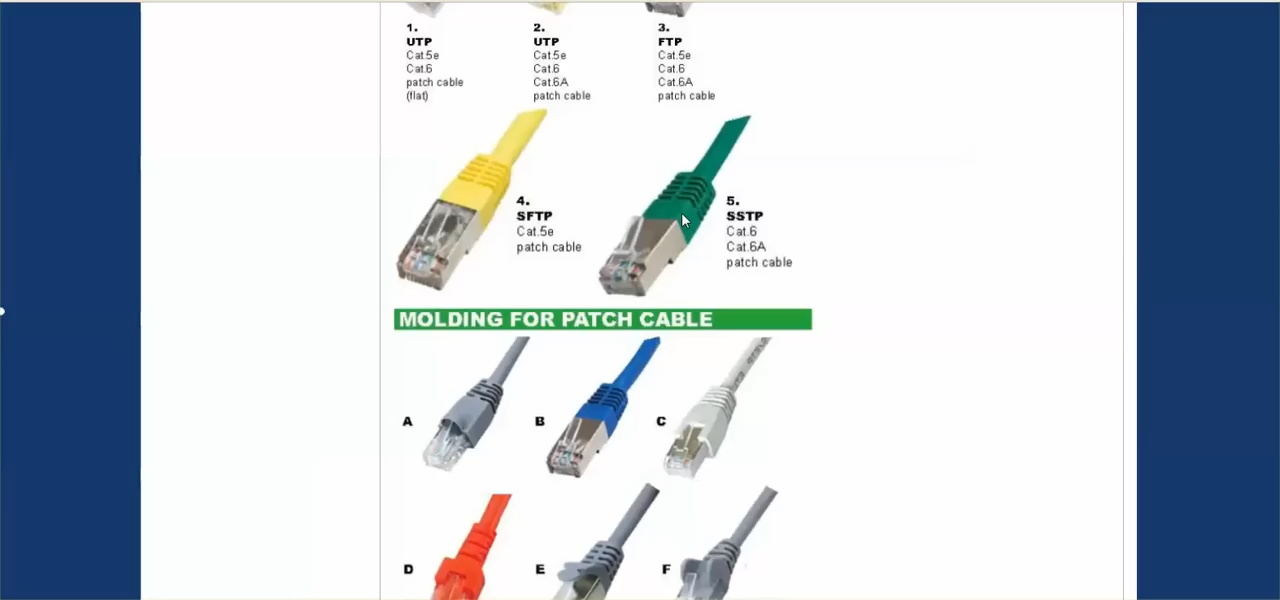 1.
UTP
Cat.5e
Cat.6
patch cable
(flat)
2.
UTP
Cat.5e
Cat.6
Cat.6A
patch cable
3.
FTP
Cat.5e
Cat.6
Cat.6A
patch cable
4.
SFTP
Cat.5e
patch cable
5.
SSTP
Cat.6
Cat.6A
patch cable
MOLDING FOR PATCH CABLE
A
B
C
D
E
F